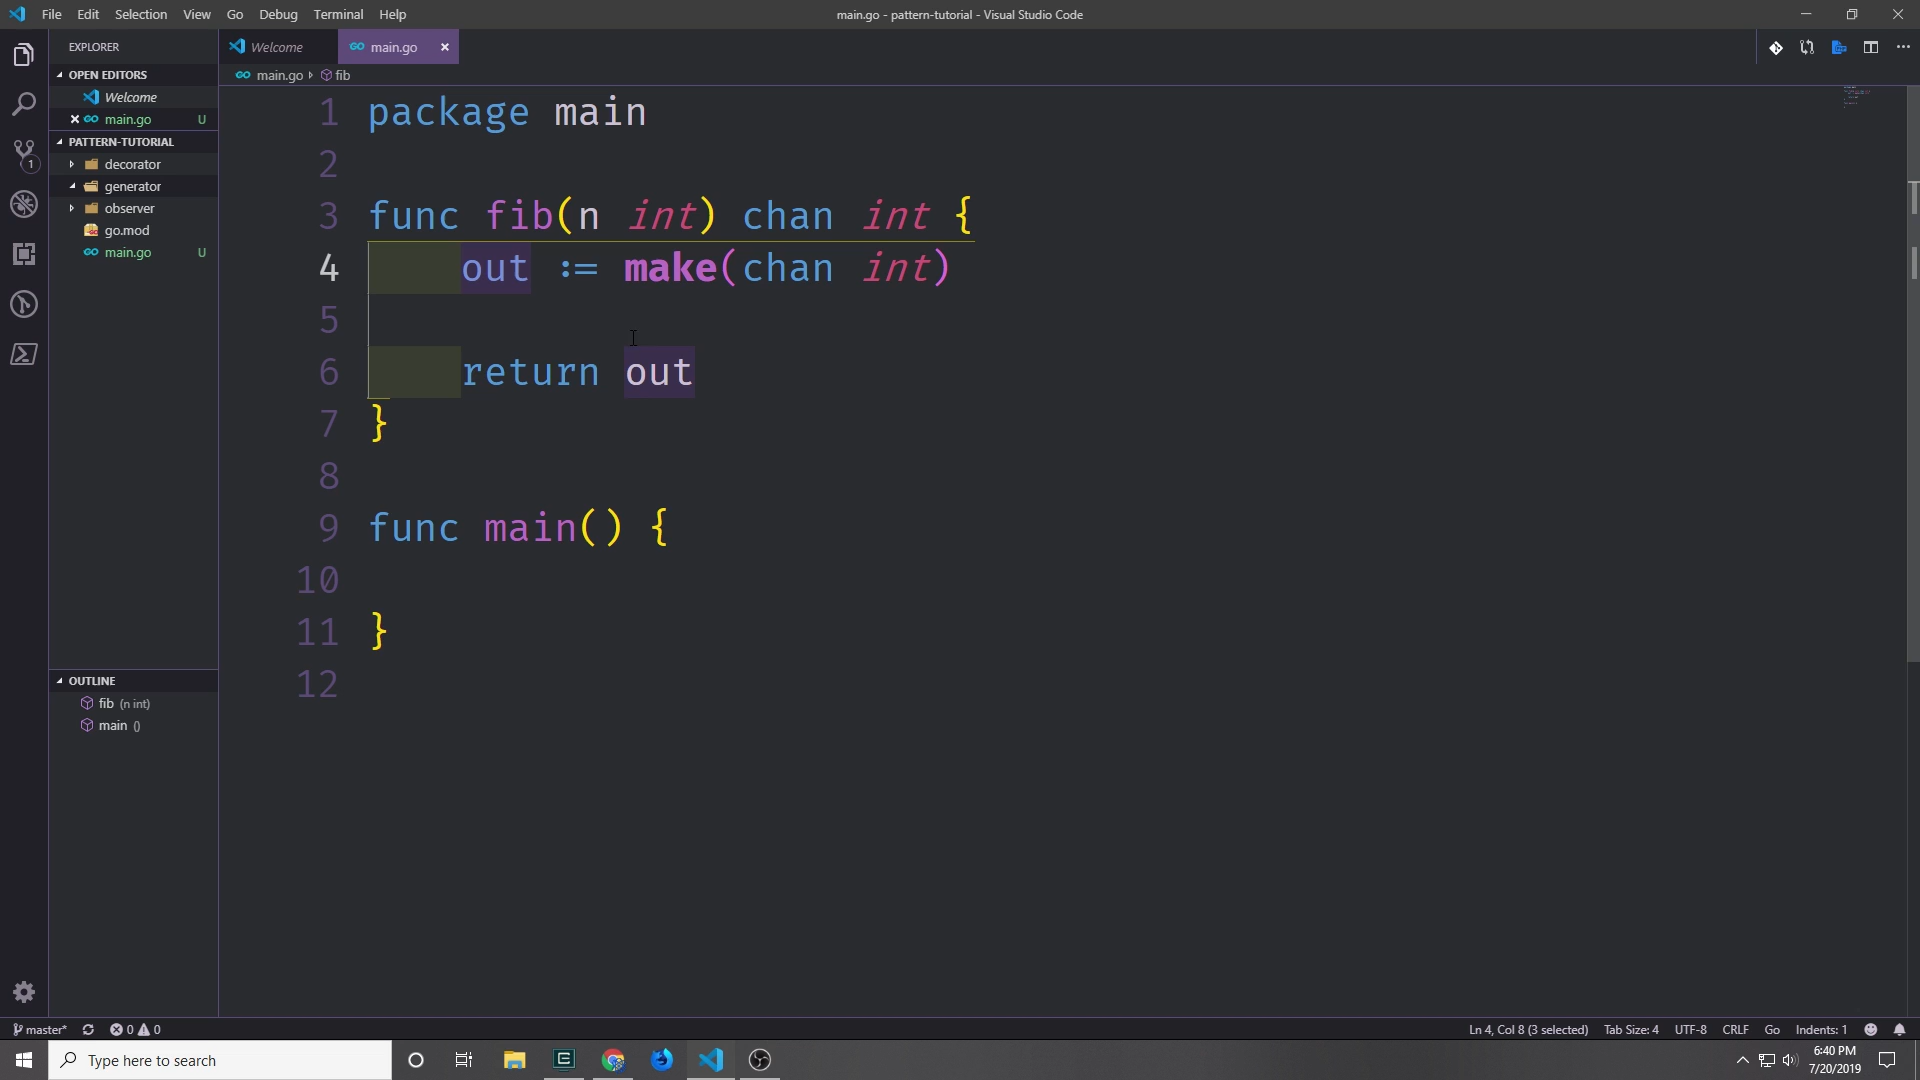 File Edit Selection View Go Debug Terminal Help
main.go - pattern-tutorial - Visual Studio Code
EXPLORER
OPEN EDITORS
Welcome
main.go U
PATTERN-TUTORIAL
decorator
generator
observer
go.mod
main.go U
OUTLINE
fib (n int)
main ()
Welcome
main.go
main.go fib
1 package main
2
3 func fib(n int) chan int {
4 out := make(chan int)
5
6 return out
7 }
8
9 func main() {
10
11 }
12
1
master* 0 0
Ln 4, Col 8 (3 selected) Tab Size: 4 UTF-8 CRLF Go Indents: 1
Type here to search
6:40 PM
7/20/2019